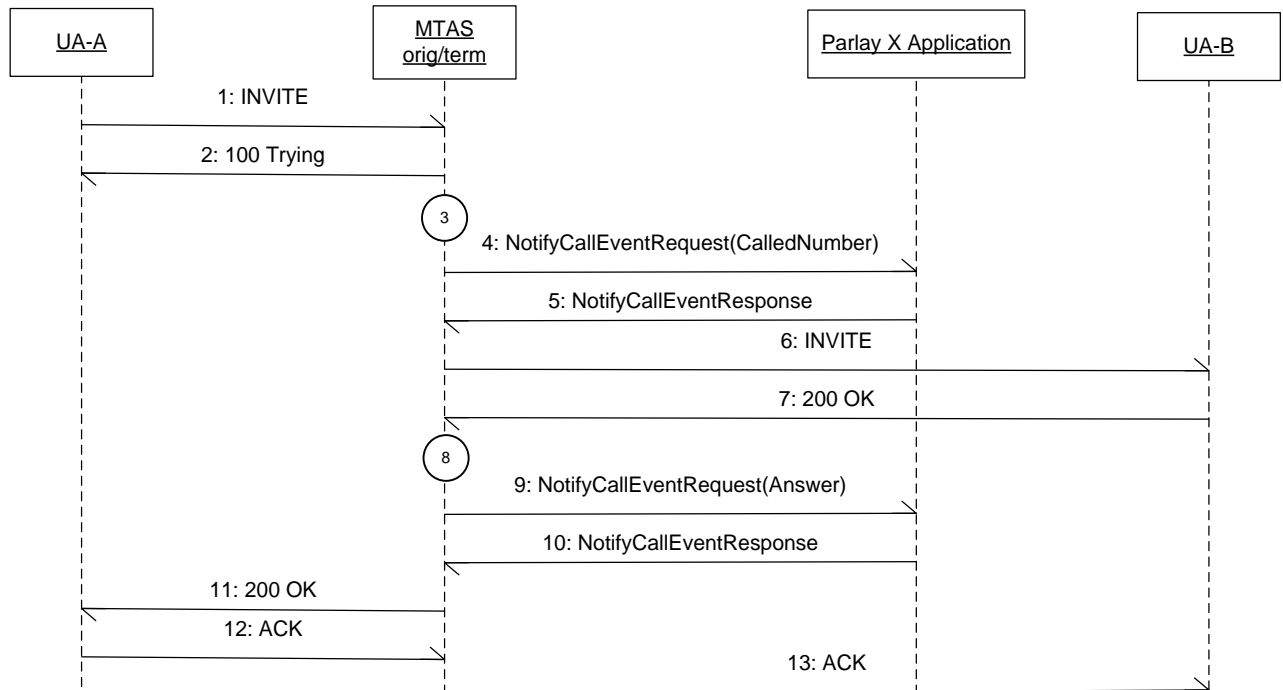 UA-A
MTAS
orig/term
Parlay X Application
UA-B
1: INVITE
2: 100 Trying
3
4: NotifyCallEventRequest(CalledNumber)
5: NotifyCallEventResponse
6: INVITE
7: 200 OK
8
9: NotifyCallEventRequest(Answer)
10: NotifyCallEventResponse
11: 200 OK
12: ACK
13: ACK